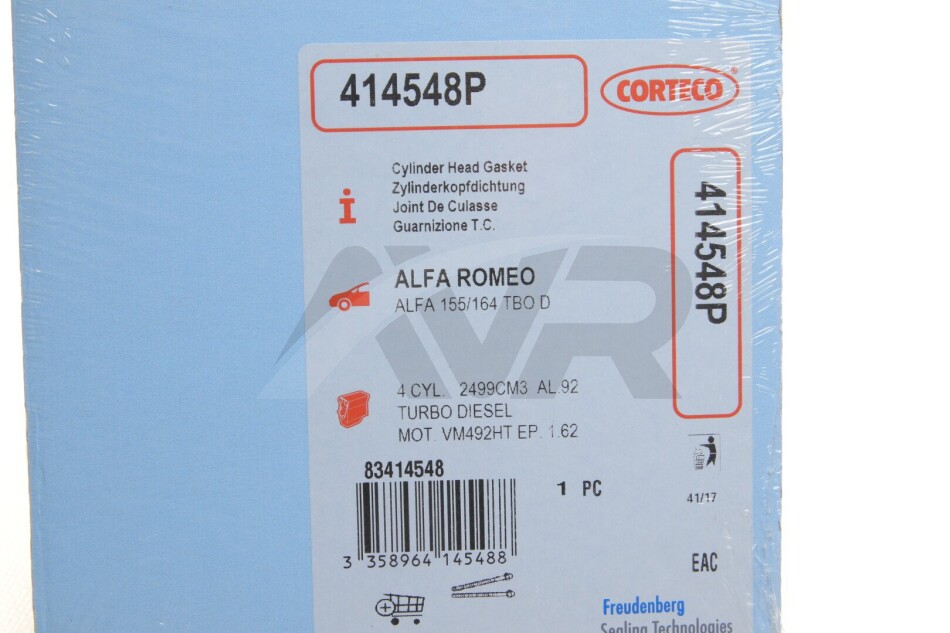 414548P
CORTECO
Cylinder Head Gasket
Zylinderkopfdichtung
Joint De Culasse
Guarnizione T.C.
414548P
ALFA ROMEO
ALFA 155/164 TBO D
AVR
4 CYL. 2499CM3 AL.92
TURBO DIESEL
MOT. VM492HT EP. 1.62
83414548
1 PC
41/17
3 358964 145488
EAC
Freudenberg
Sealing Technologies